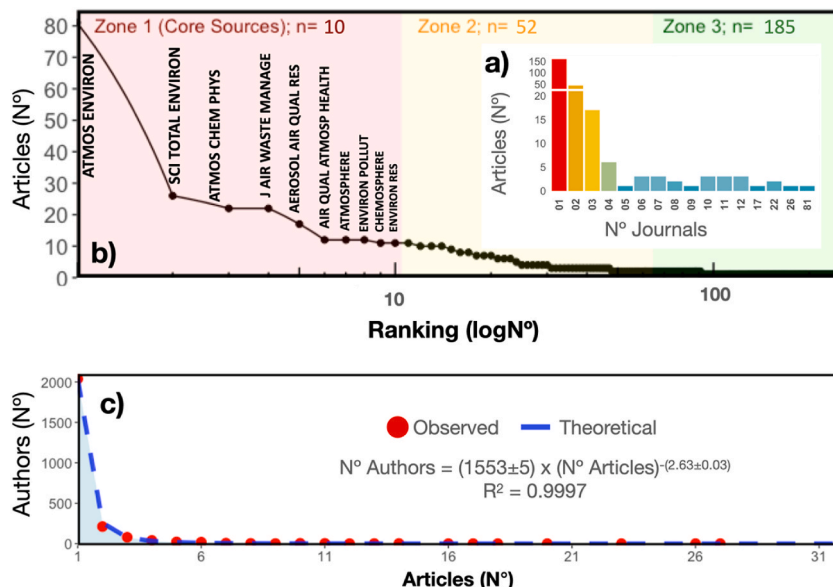 Zone 1 (Core Sources); n= 10
Zone 2; n= 52
Zone 3; n= 185
80
70
60
50
40
30
20
10
0
Articles (Nº)
ATMOS ENVIRON
SCI TOTAL ENVIRON
ATMOS CHEM PHYS
J AIR WASTE MANAGE
AEROSOL AIR QUAL RES
AIR QUAL ATMOSP HEALTH
ATMOSPHERE
ENVIRON POLLUT
CHEMOSPHERE
ENVIRON RES
b)
10
100
Ranking (logNº)
a)
Articles (Nº)
150
100
50
20
15
10
5
0
01 02 03 04 05 06 07 08 09 10 11 12 17 22 26 81
Nº Journals
c)
Authors (Nº)
2000
1500
1000
500
0
Observed
Theoretical
Nº Authors = (1553±5) x (Nº Articles)-(2.63±0.03)
R2 = 0.9997
1 6 11 16 21 26 31
Articles (N°)